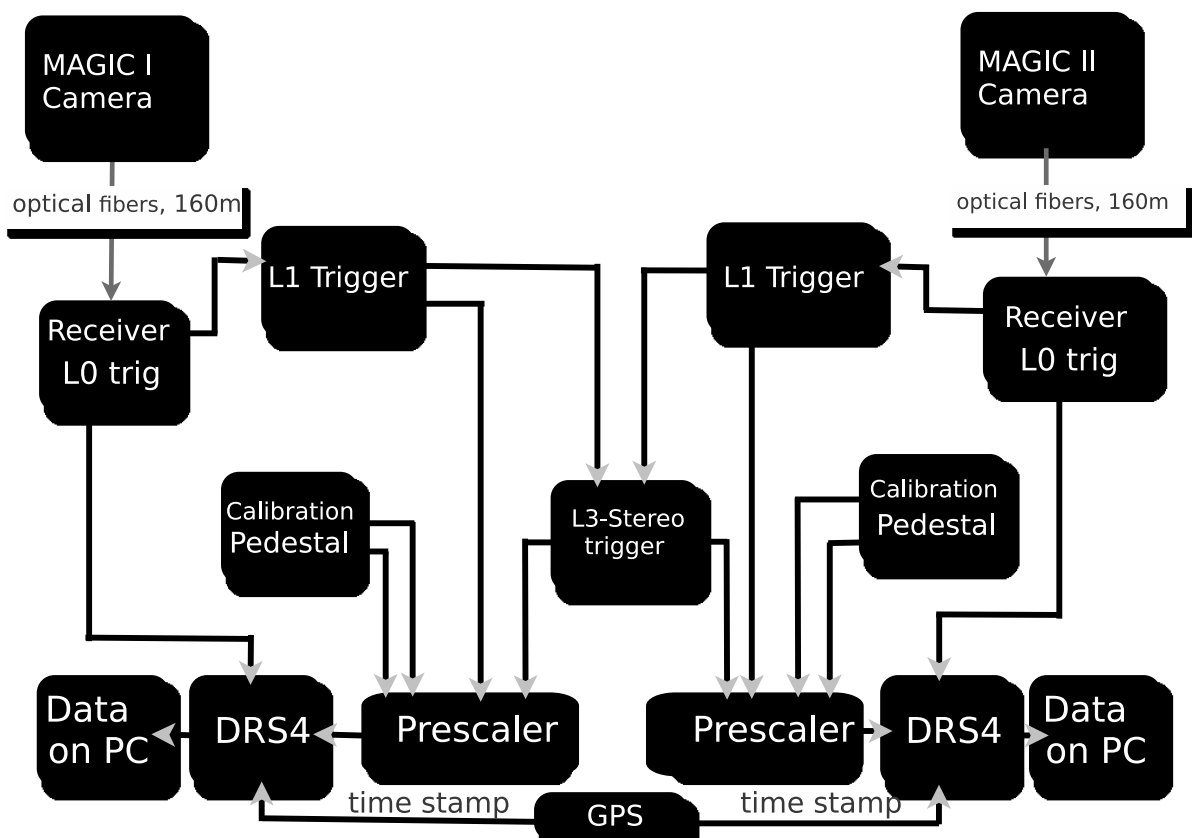 MAGIC I
Camera
MAGIC II
Camera
optical fibers, 160m
optical fibers, 160m
L1 Trigger
L1 Trigger
Receiver
L0 trig
Receiver
L0 trig
Calibration
Pedestal
L3-Stereo
trigger
Calibration
Pedestal
Data
on PC
DRS4
Prescaler
Prescaler
DRS4
Data
on PC
time stamp
GPS
time stamp